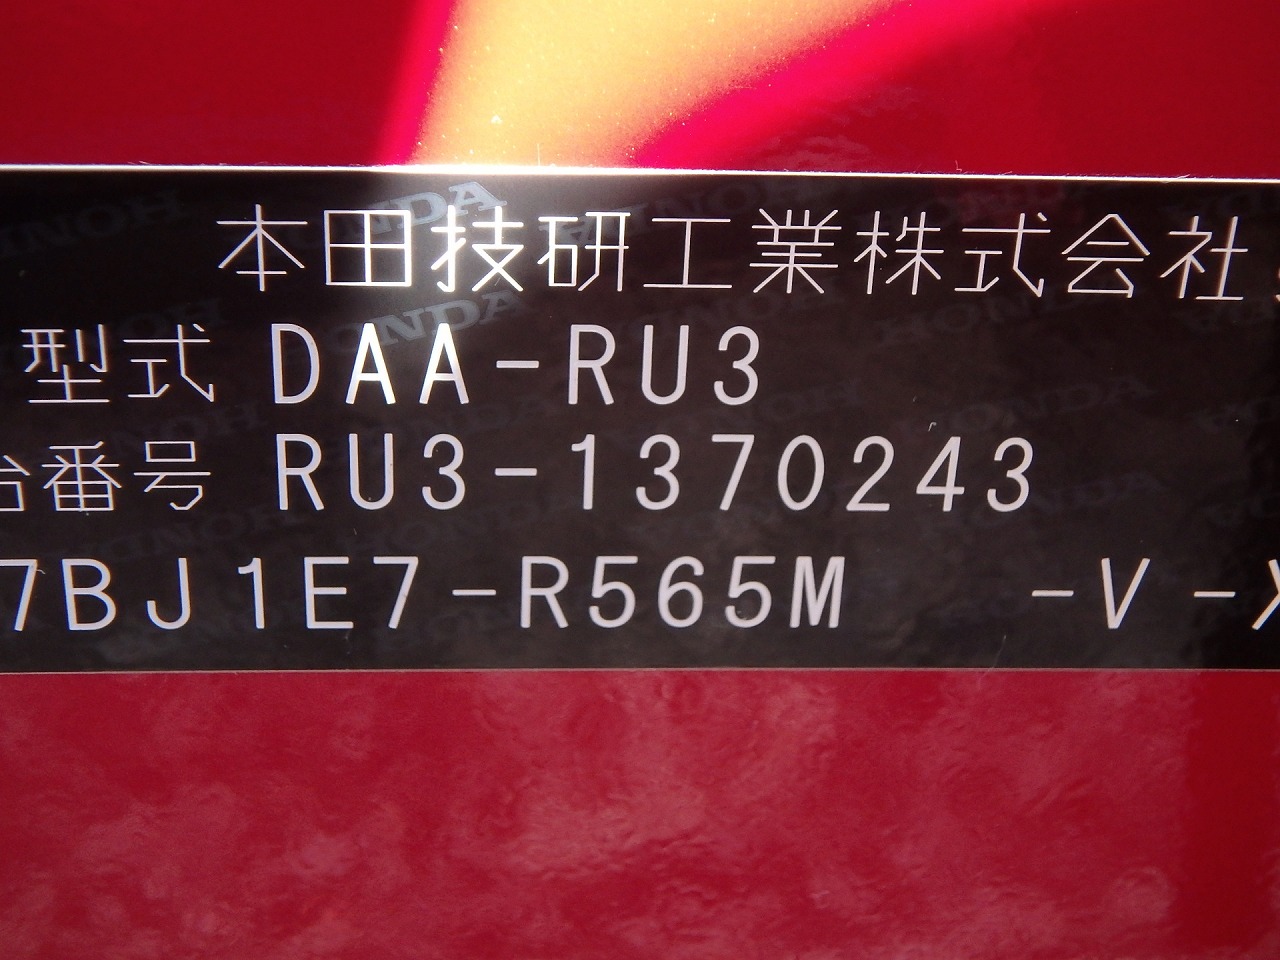 本田技研工業株式会社
型式 DAA-RU3
台番号 RU3-1370243
7BJ1E7-R565M -V-X